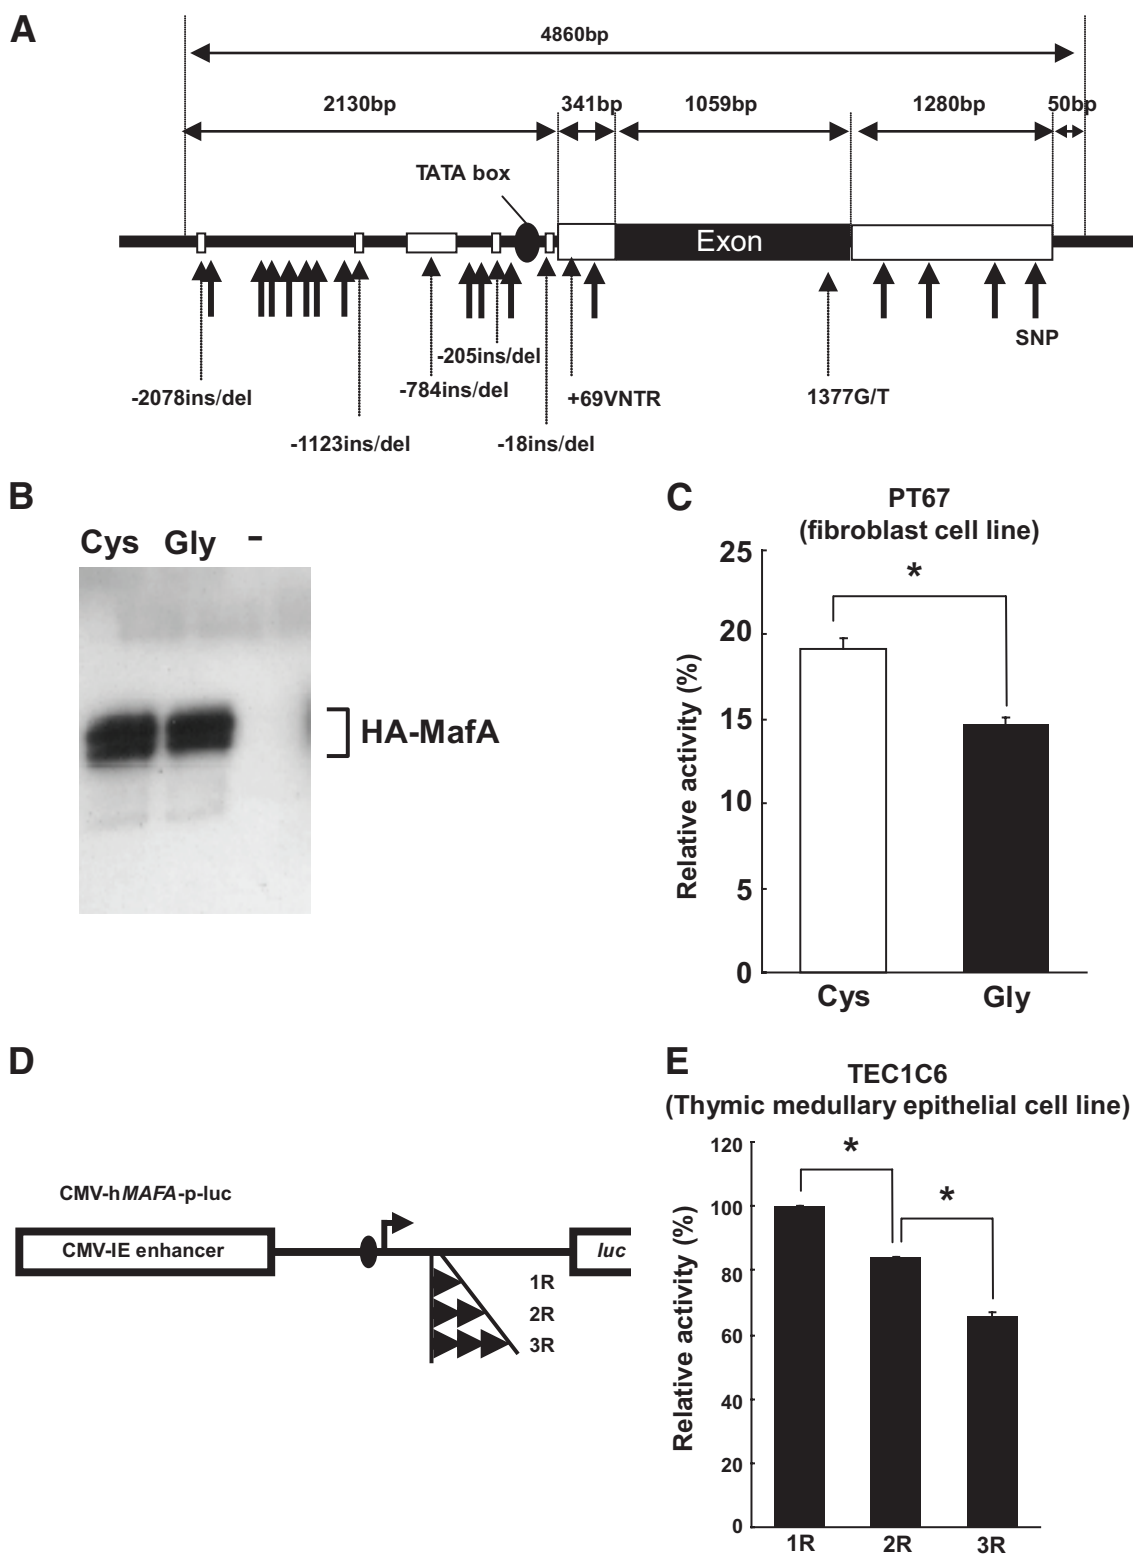 A
4860bp
2130bp 341bp 1059bp 1280bp 50bp
TATA box
Exon
SNP
-205ins/del
-784ins/del
-2078ins/del
+69VNTR
1377G/T
-1123ins/del
-18ins/del
B
Cys Gly -
HA-MafA
C
PT67
(fibroblast cell line)
Relative activity (%)
25
20
15
10
5
0
*
Cys Gly
D
CMV-hMAFA-p-luc
CMV-IE enhancer
luc
1R
2R
3R
E
TEC1C6
(Thymic medullary epithelial cell line)
Relative activity (%)
120
100
80
60
40
20
0
*
*
1R 2R 3R